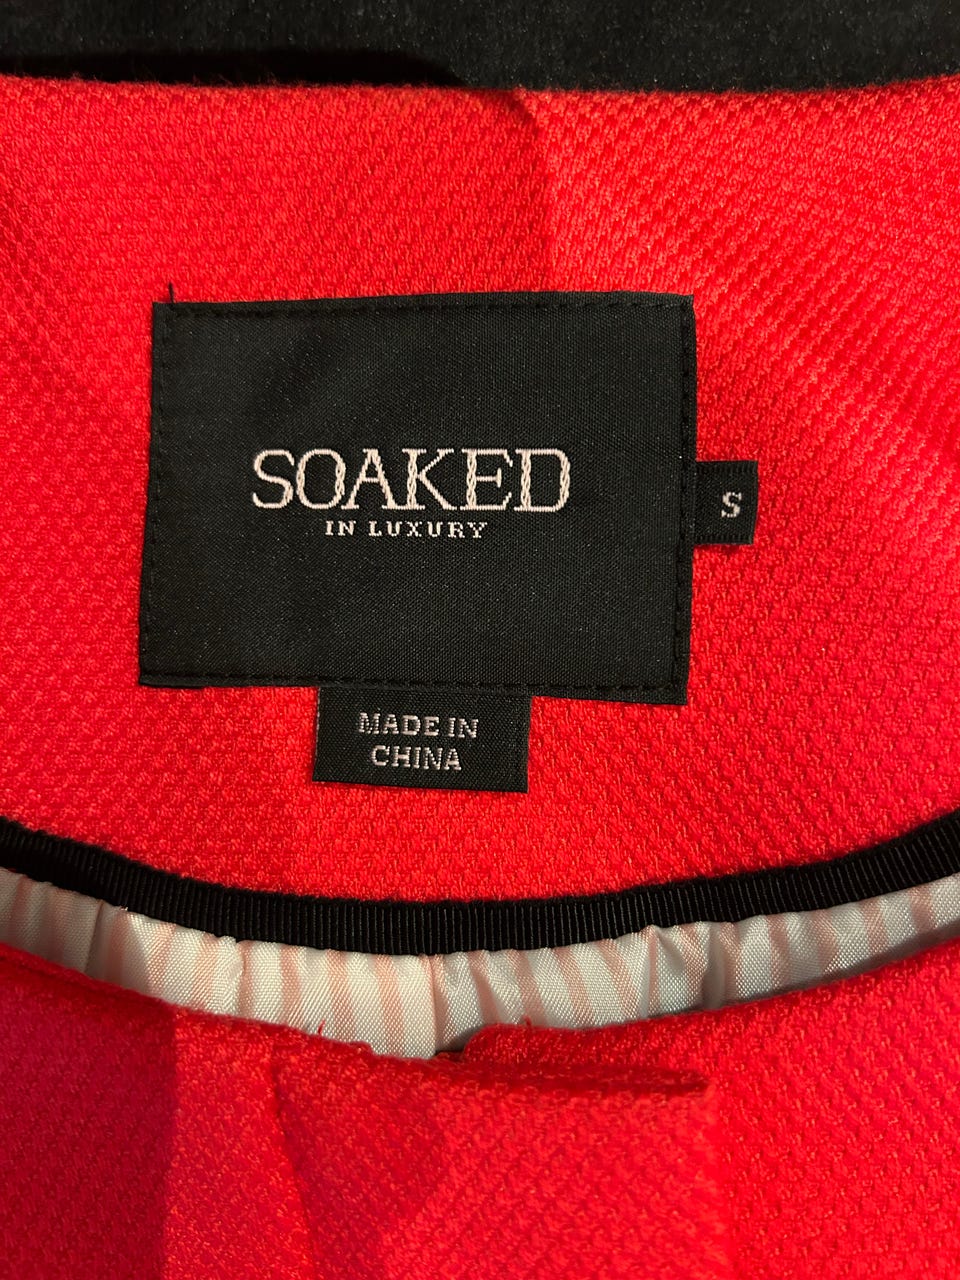 SOAKED
IN LUXURY
S
MADE IN
CHINA